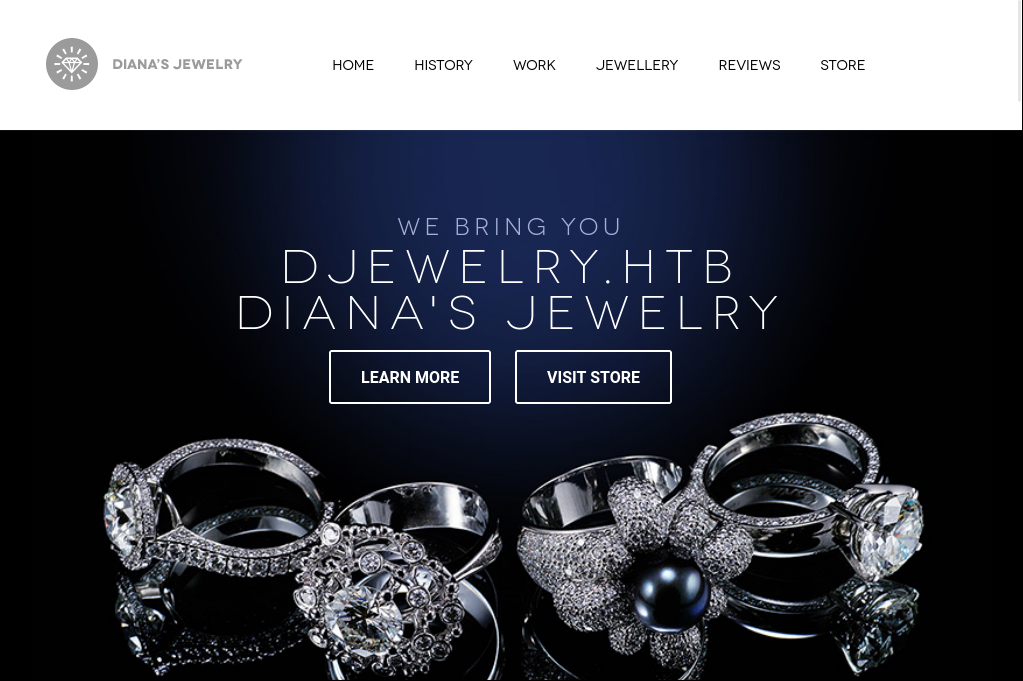 DIANA'S JEWELRY
HOME HISTORY WORK JEWELLERY REVIEWS STORE
WE BRING YOU
DJEWELRY.HTB
DIANA'S JEWELRY
LEARN MORE VISIT STORE